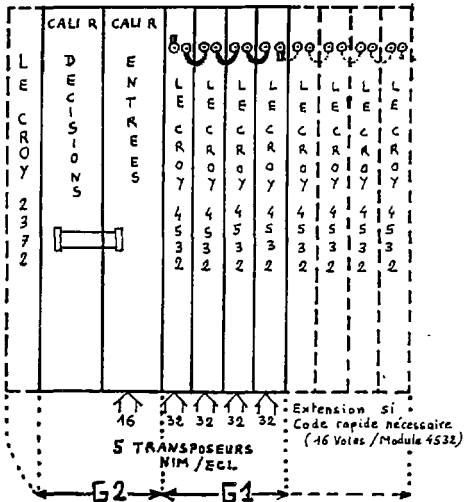 CALI R
CALI R
LE CROY 2372
DECISIONS
ENTREES
LE CROY 4532
LE CROY 4532
LE CROY 4532
LE CROY 4532
LE CROY 4532
LE CROY 4532
LE CROY 4532
LE CROY 4532
16
32
32
32
32
5 TRANSPOSEURS
NIM/ECL
Extension si
Code rapide nécessaire
(16 Voies/Module 4532)
G2
G1